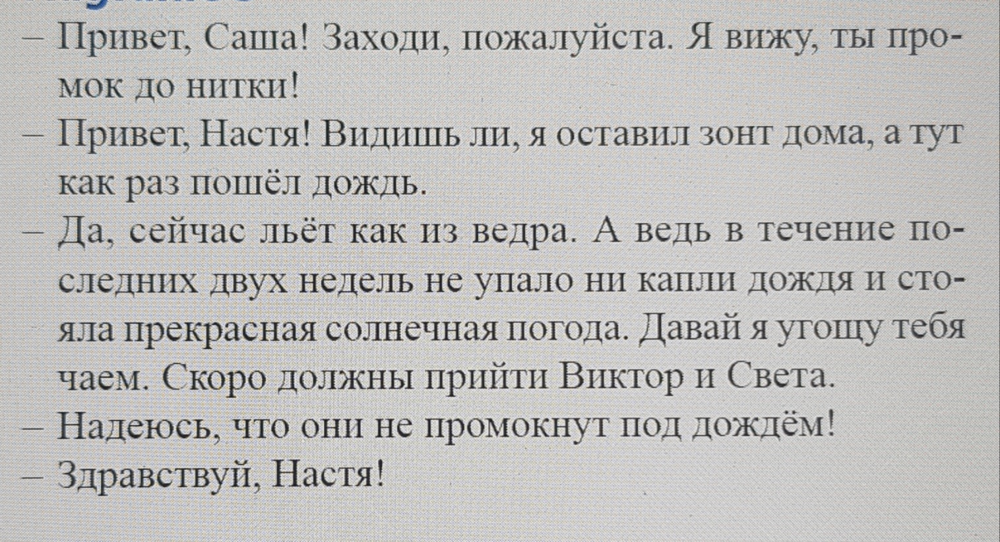 – Привет, Саша! Заходи, пожалуйста. Я вижу, ты про-
мок до нитки!
– Привет, Настя! Видишь ли, я оставил зонт дома, а тут
как раз пошёл дождь.
– Да, сейчас льёт как из ведра. А ведь в течение по-
следних двух недель не упало ни капли дождя и сто-
яла прекрасная солнечная погода. Давай я угощу тебя
чаем. Скоро должны прийти Виктор и Света.
– Надеюсь, что они не промокнут под дождём!
– Здравствуй, Настя!